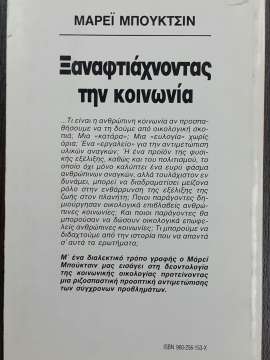 ΜΑΡΕΪ ΜΠΟΥΚΤΣΙΝ
Ξαναφτιάχνοντας
την κοινωνία
...Τι είναι η ανθρώπινη κοινωνία αν προσπα-
θήσουμε να τη δούμε από οικολογική σκο-
πιά; Μια «κατάρα»; Μια «ευλογία» χωρίς
όρια; Ένα «εργαλείο» για την αντιμετώπιση
υλικών αναγκών; Ή ένα προϊόν της φυσι-
κής εξέλιξης, καθώς και του πολιτισμού, το
οποίο όχι μόνο καλύπτει ένα ευρύ φάσμα
ανθρώπινων αναγκών, αλλά τουλάχιστον εν
δυνάμει, μπορεί να διαδραματίσει μείζονα
ρόλο στην ενθάρρυνση της εξέλιξης της
ζωής στον πλανήτη; Ποιοι παράγοντες δη-
μιούργησαν οικολογικά επιβλαβείς ανθρώ-
πινες κοινωνίες; Και ποιοι παράγοντες θα
μπορούσαν να δώσουν οικολογικά επωφε-
λείς ανθρώπινες κοινωνίες; Τι μπορούμε να
διδαχτούμε από την ιστορία που να απαντά
σ' αυτά τα ερωτήματα;
Μ' ένα διαλεκτικό τρόπο γραφής ο Μάρεϊ
Μπούκτσιν μας εισάγει στη δεοντολογία
της κοινωνικής οικολογίας προτείνοντας
μια ριζοσπαστική προοπτική αντιμετώπισης
των σύγχρονων προβλημάτων.
ISBN 960-256-153-X